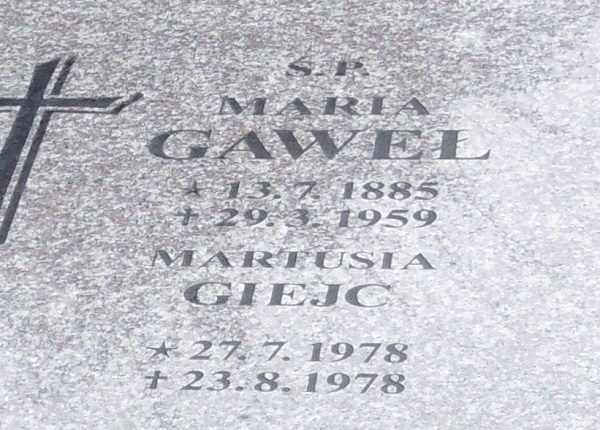 Ś.P.
MARIA
GAWEŁ
★ 13.7.1885
✝ 29.3.1959
MARTUSIA
GIEJC
★ 27.7.1978
✝ 23.8.1978